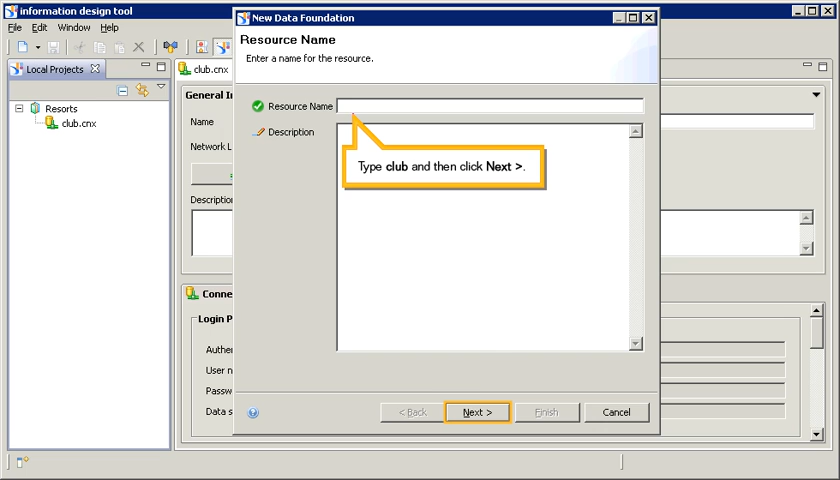 information design tool
File Edit Window Help
Local Projects
Resorts
club.cnx
club.cnx
General In
Name
Network L
Description
Conne
Login P
Authen
User n
Passw
Data s
New Data Foundation
Resource Name
Enter a name for the resource.
Resource Name
Description
Type club and then click Next >.
< Back Next > Finish Cancel